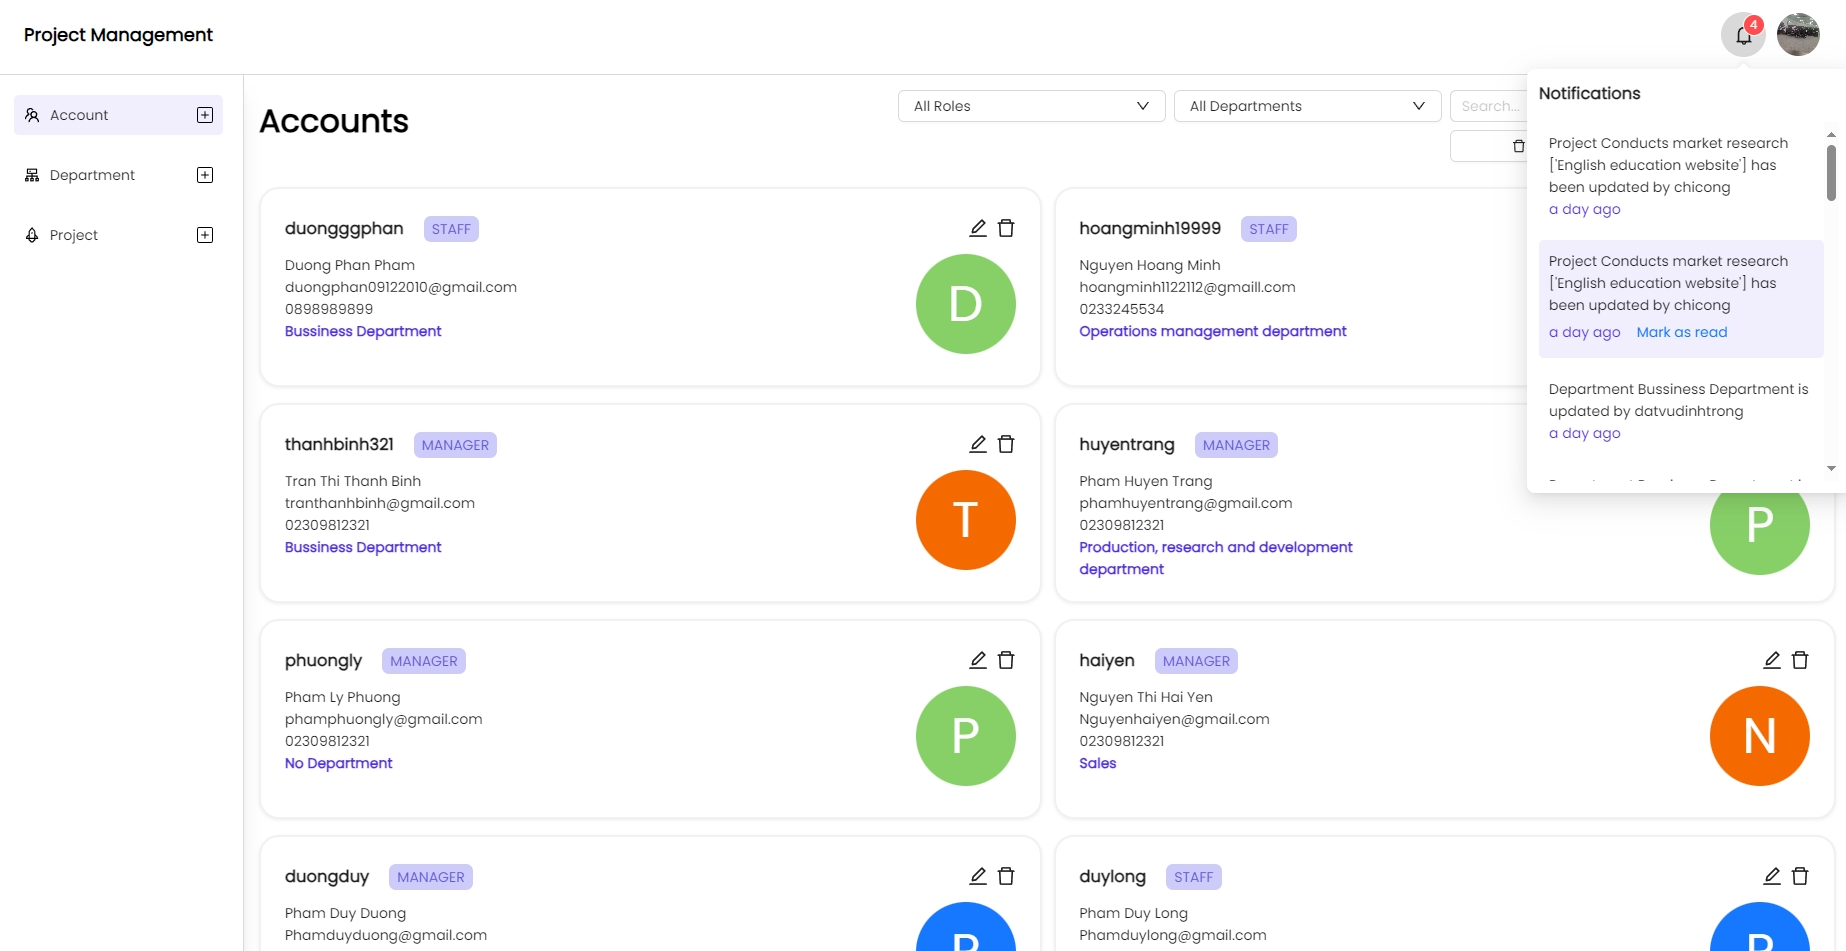 Project Management
4
Account
Department
Project
Accounts
All Roles
All Departments
Search...
Notifications
Project Conducts market research
['English education website'] has
been updated by chicong
a day ago
Project Conducts market research
['English education website'] has
been updated by chicong
a day ago Mark as read
Department Bussiness Department is
updated by datvudinhtrong
a day ago
duongggphan STAFF
Duong Phan Pham
duongphan09122010@gmail.com
0898989899
Bussiness Department
D
hoangminh19999 STAFF
Nguyen Hoang Minh
hoangminh1122112@gmaill.com
0233245534
Operations management department
thanhbinh321 MANAGER
Tran Thi Thanh Binh
tranthanhbinh@gmail.com
02309812321
Bussiness Department
T
huyentrang MANAGER
Pham Huyen Trang
phamhuyentrang@gmail.com
02309812321
Production, research and development
department
P
phuongly MANAGER
Pham Ly Phuong
phamphuongly@gmail.com
02309812321
No Department
P
haiyen MANAGER
Nguyen Thi Hai Yen
Nguyenhaiyen@gmail.com
02309812321
Sales
N
duongduy MANAGER
Pham Duy Duong
Phamduyduong@gmail.com
P
duylong STAFF
Pham Duy Long
Phamduylong@gmail.com
P